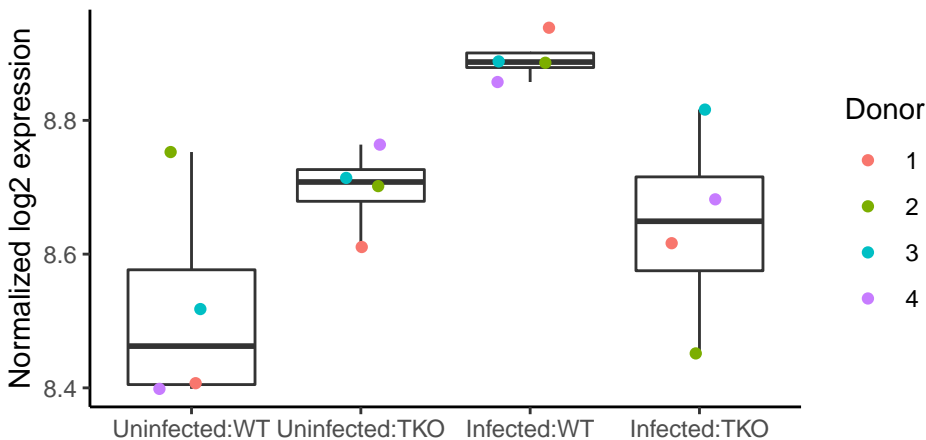 Normalized log2 expression
8.8
8.6
8.4
Uninfected:WT
Uninfected:TKO
Infected:WT
Infected:TKO
Donor
1
2
3
4